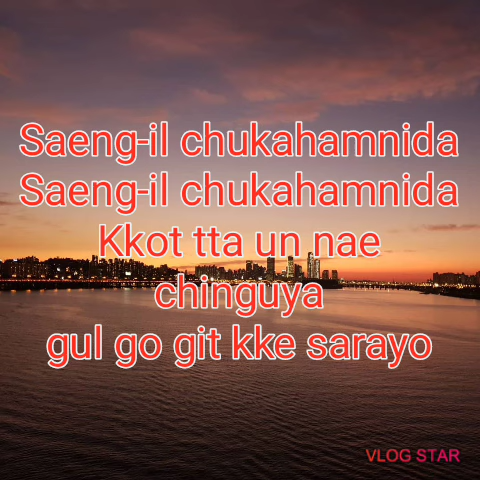 Saeng-il chukahamnida
Saeng-il chukahamnida
Kkot tta un nae
chinguya
gul go git kke sarayo
VLOG STAR